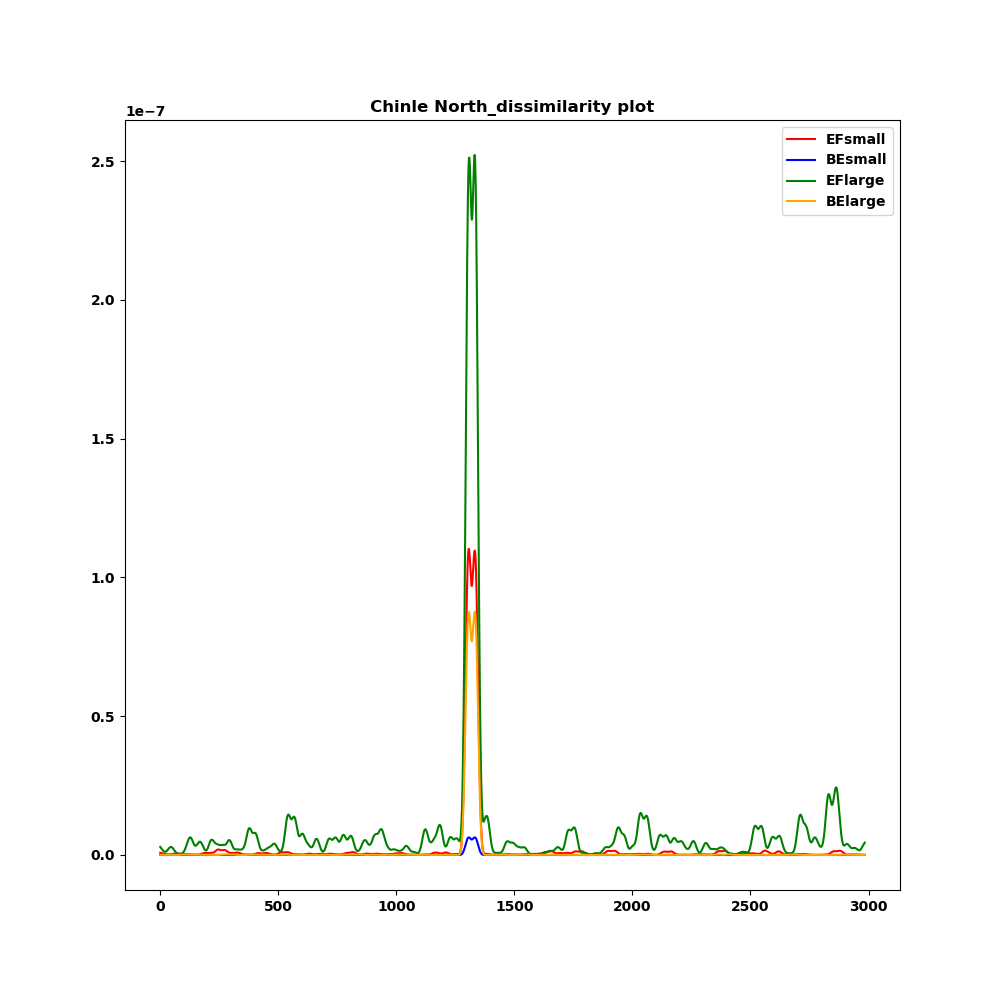 Chinle North_dissimilarity plot
1e−7
EFsmall
BEsmall
EFlarge
BElarge
2.5
2.0
1.5
1.0
0.5
0.0
0 500 1000 1500 2000 2500 3000